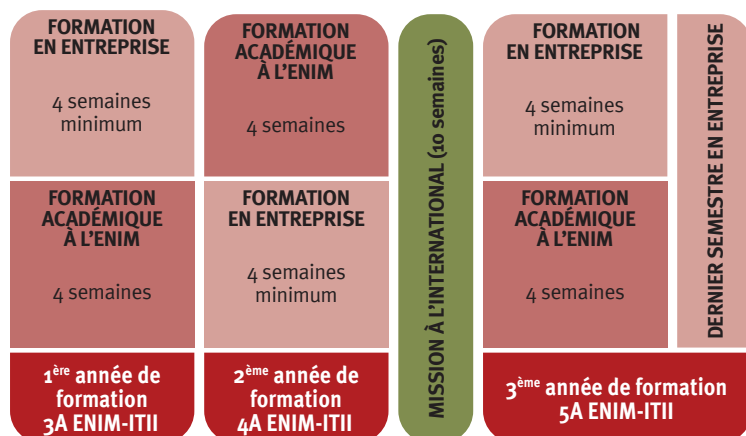 FORMATION
EN ENTREPRISE
4 semaines
minimum
FORMATION
ACADÉMIQUE
À L'ENIM
4 semaines
1ère année de
formation
3A ENIM-ITII
FORMATION
ACADÉMIQUE
À L'ENIM
4 semaines
FORMATION
EN ENTREPRISE
4 semaines
minimum
2ème année de
formation
4A ENIM-ITII
MISSION À L'INTERNATIONAL (10 semaines)
FORMATION
EN ENTREPRISE
4 semaines
minimum
FORMATION
ACADÉMIQUE
À L'ENIM
4 semaines
DERNIER SEMESTRE EN ENTREPRISE
3ème année de formation
5A ENIM-ITII